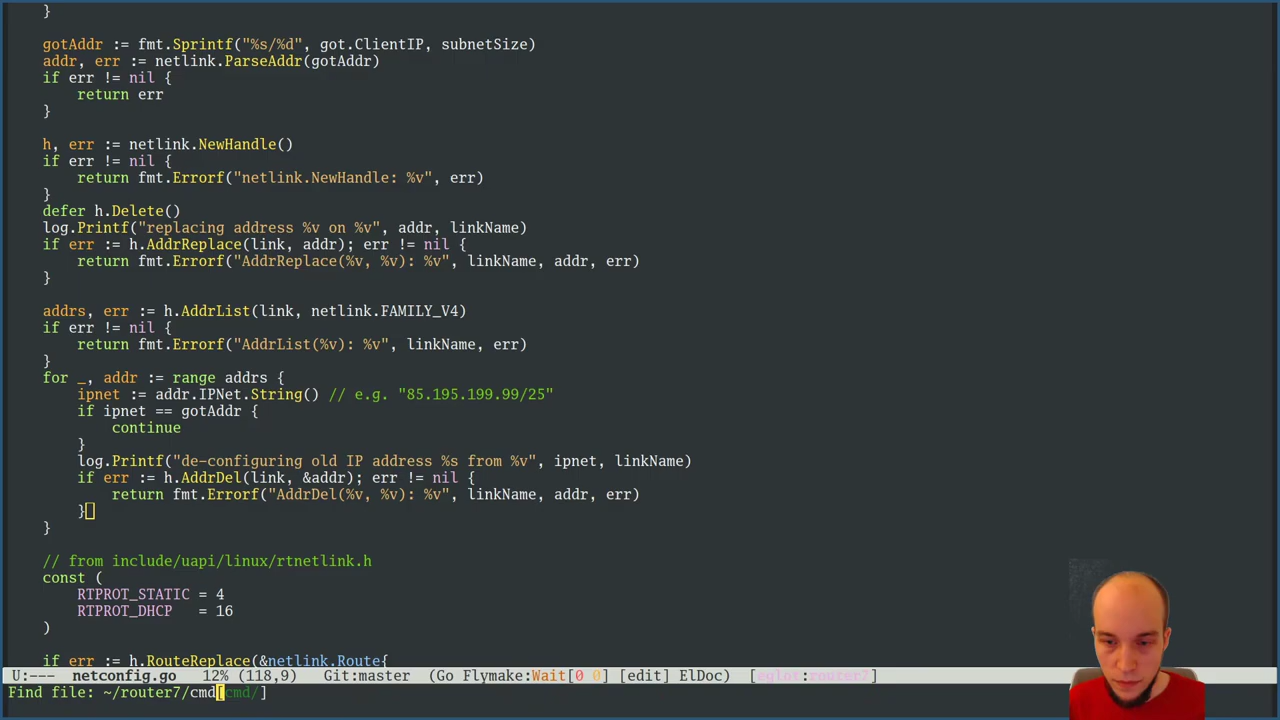 }
gotAddr := fmt.Sprintf("%s/%d", got.ClientIP, subnetSize)
addr, err := netlink.ParseAddr(gotAddr)
if err != nil {
return err
}
h, err := netlink.NewHandle()
if err != nil {
return fmt.Errorf("netlink.NewHandle: %v", err)
}
defer h.Delete()
log.Printf("replacing address %v on %v", addr, linkName)
if err := h.AddrReplace(link, addr); err != nil {
return fmt.Errorf("AddrReplace(%v, %v): %v", linkName, addr, err)
}
addrs, err := h.AddrList(link, netlink.FAMILY_V4)
if err != nil {
return fmt.Errorf("AddrList(%v): %v", linkName, err)
}
for _, addr := range addrs {
ipnet := addr.IPNet.String() // e.g. "85.195.199.99/25"
if ipnet == gotAddr {
continue
}
log.Printf("de-configuring old IP address %s from %v", ipnet, linkName)
if err := h.AddrDel(link, &addr); err != nil {
return fmt.Errorf("AddrDel(%v, %v): %v", linkName, addr, err)
}
}
// from include/uapi/linux/rtnetlink.h
const (
RTPROT_STATIC = 4
RTPROT_DHCP = 16
)
if err := h.RouteReplace(&netlink.Route{
U:--- netconfig.go 12% (118,9) Git:master (Go Flymake:Wait[0 0] [edit] ElDoc) [eglot:router7]
Find file: ~/router7/cmd[cmd/]